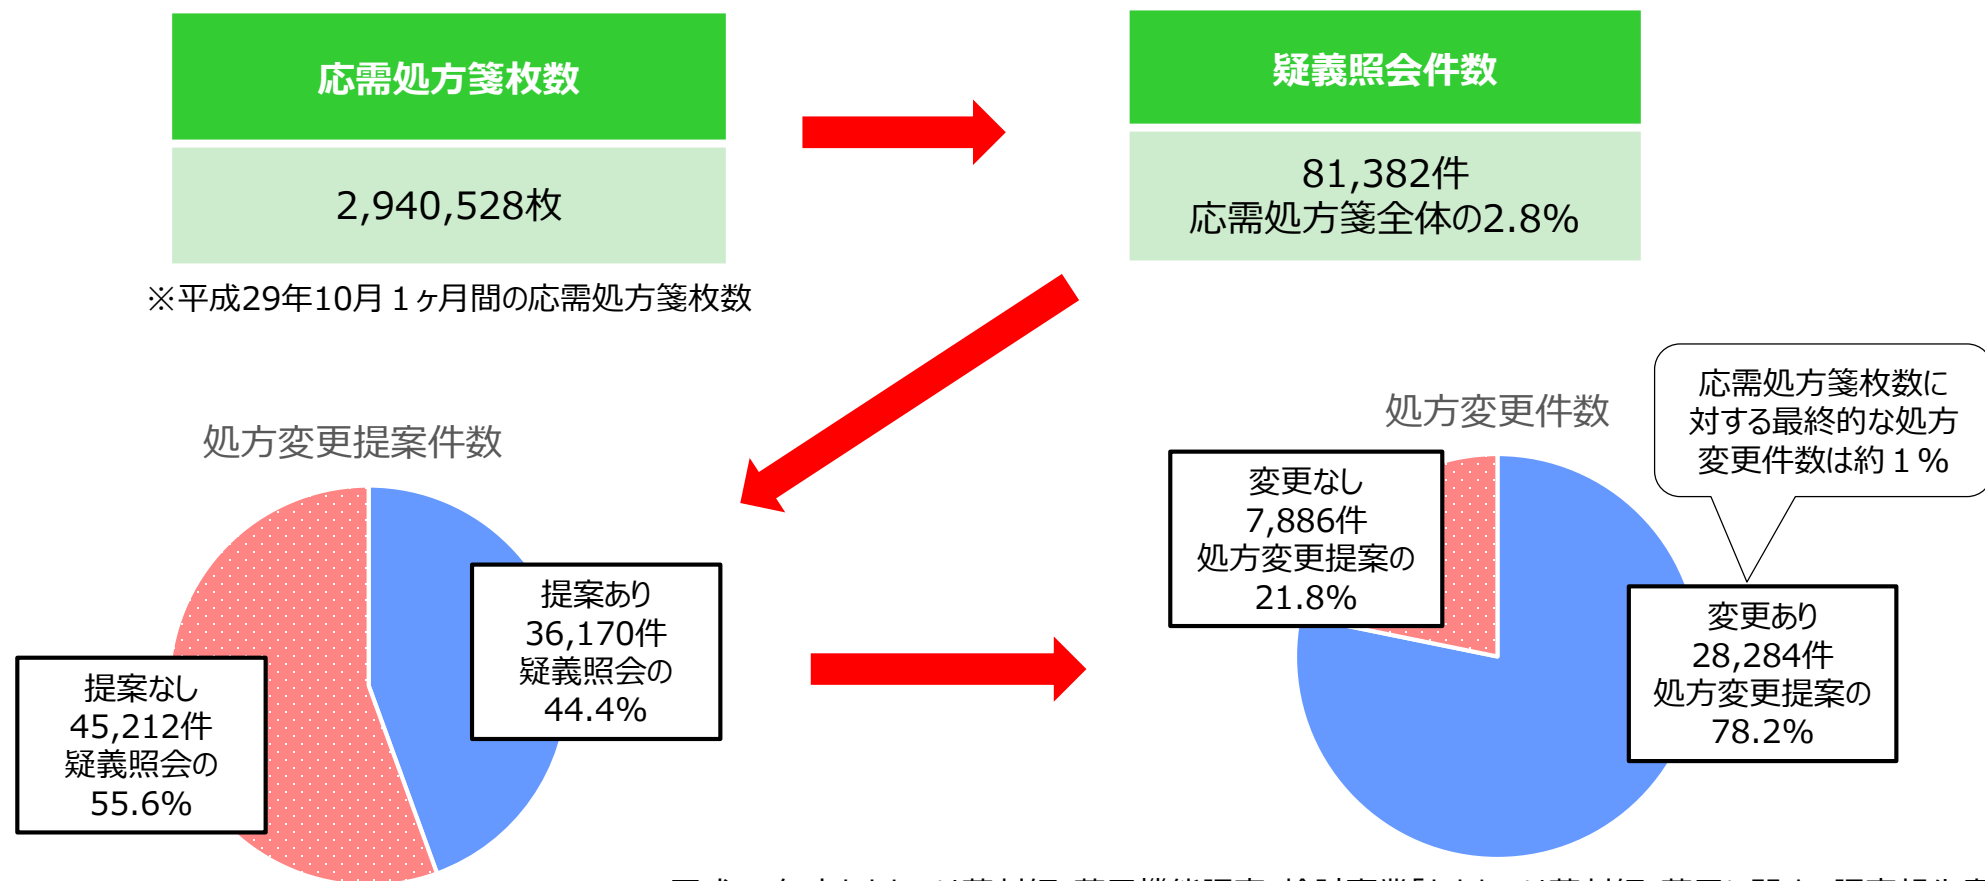 応需処方箋枚数
2,940,528枚
※平成29年10月１ヶ月間の応需処方箋枚数
疑義照会件数
81,382件
応需処方箋全体の2.8%
処方変更提案件数
提案あり
36,170件
疑義照会の
44.4%
提案なし
45,212件
疑義照会の
55.6%
処方変更件数
変更なし
7,886件
処方変更提案の
21.8%
応需処方箋枚数に
対する最終的な処方
変更件数は約１%
変更あり
28,284件
処方変更提案の
78.2%